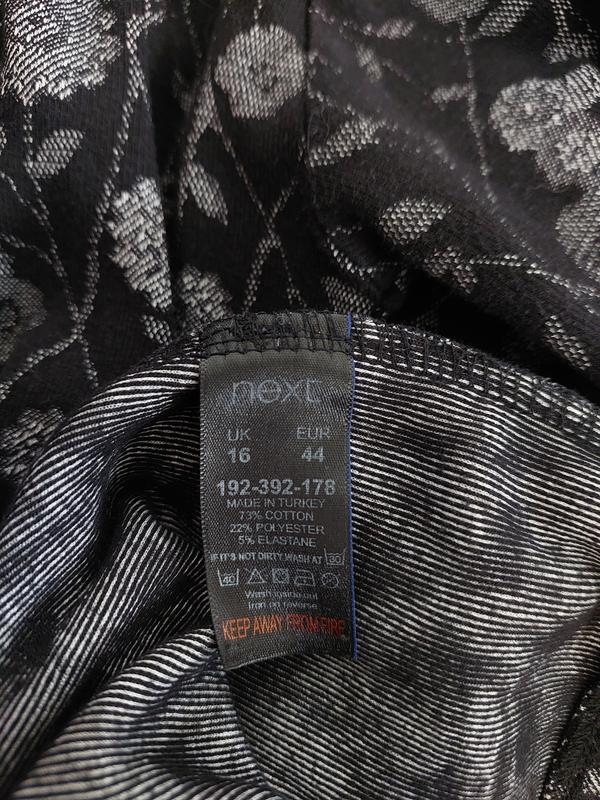 next
UK EUR
16 44
192-392-178
MADE IN TURKEY
73% COTTON
22% POLYESTER
5% ELASTANE
IF IT'S NOT DIRTY WASH AT 30
40
Wash inside out
Iron on reverse
KEEP AWAY FROM FIRE